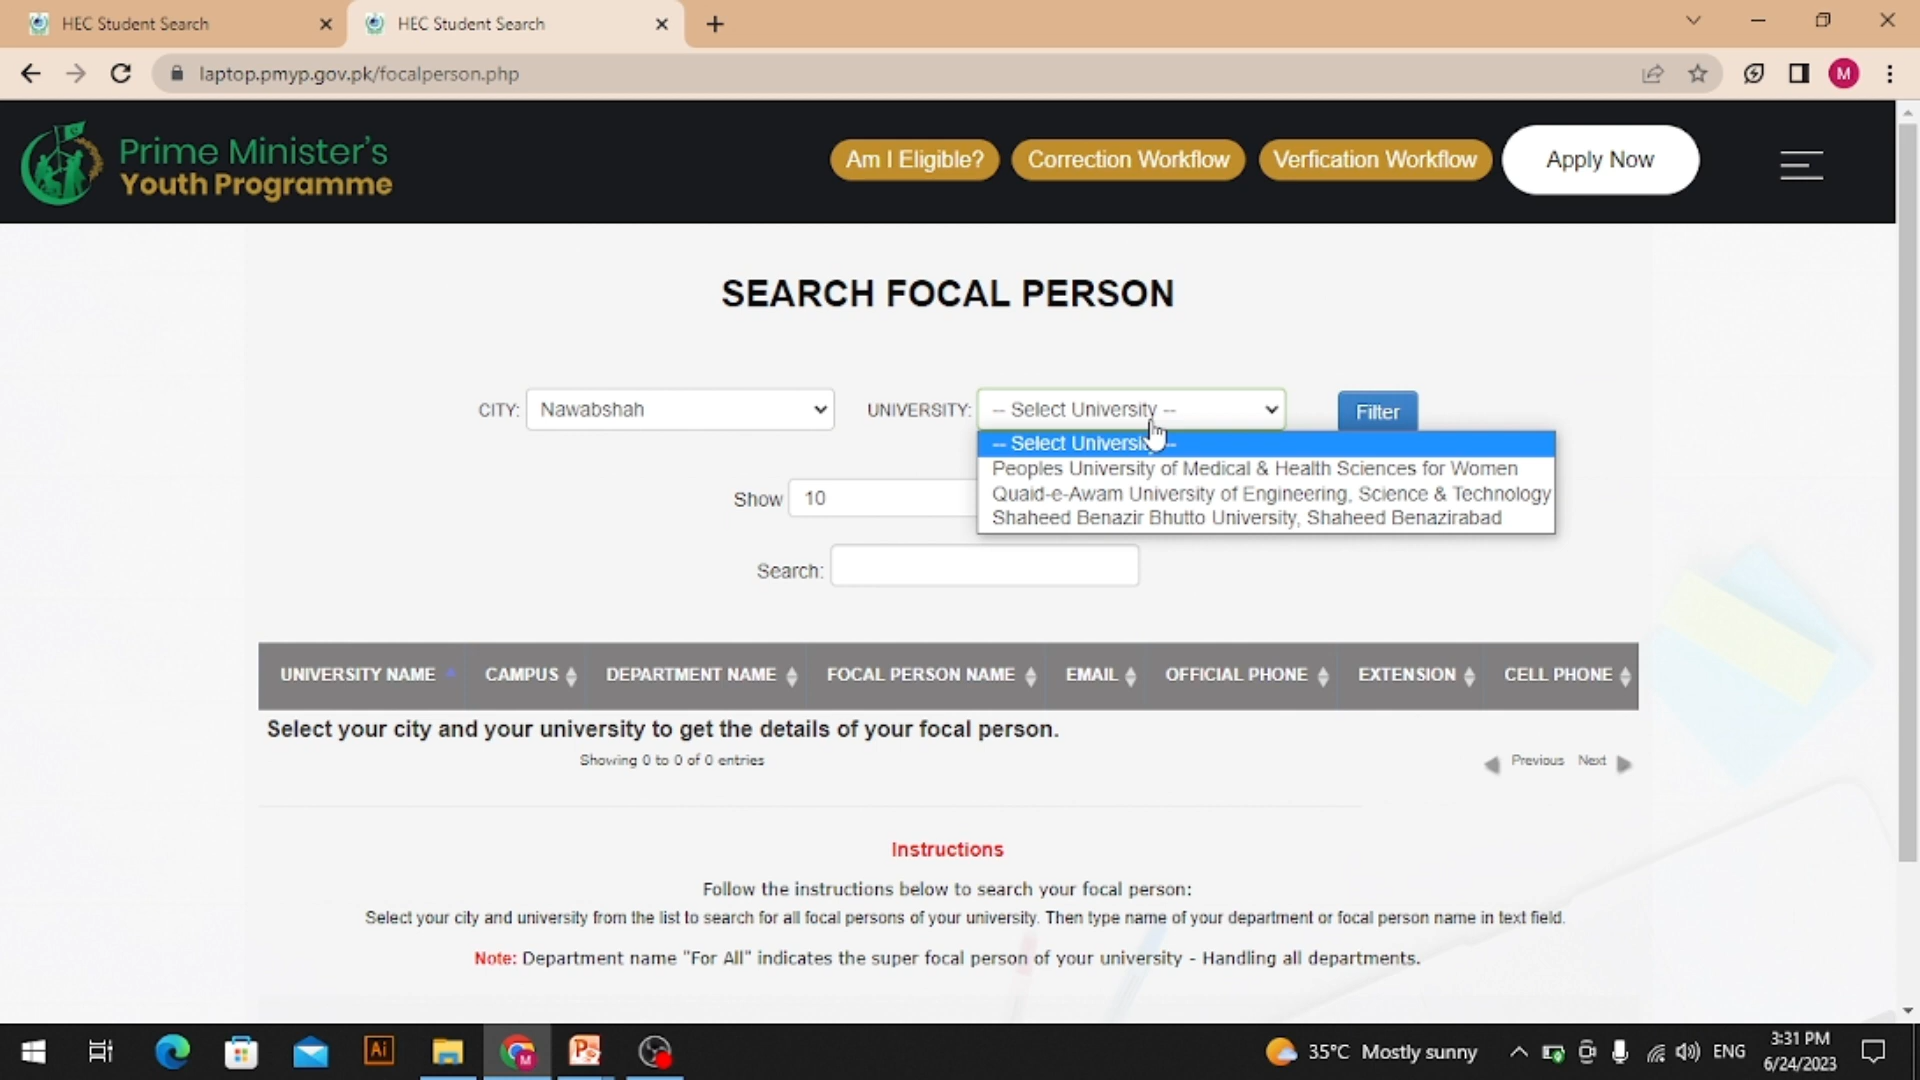 HEC Student Search
HEC Student Search
laptop.pmyp.gov.pk/focalperson.php
M
Prime Minister's
Youth Programme
Am I Eligible?
Correction Workflow
Verfication Workflow
Apply Now
SEARCH FOCAL PERSON
CITY: Nawabshah
UNIVERSITY: -- Select University --
Filter
-- Select University --
Peoples University of Medical & Health Sciences for Women
Quaid-e-Awam University of Engineering, Science & Technology
Shaheed Benazir Bhutto University, Shaheed Benazirabad
Show 10
Search:
UNIVERSITY NAME CAMPUS DEPARTMENT NAME FOCAL PERSON NAME EMAIL OFFICIAL PHONE EXTENSION CELL PHONE
Select your city and your university to get the details of your focal person.
Showing 0 to 0 of 0 entries
Previous Next
Instructions
Follow the instructions below to search your focal person:
Select your city and university from the list to search for all focal persons of your university. Then type name of your department or focal person name in text field.
Note: Department name "For All" indicates the super focal person of your university - Handling all departments.
Ai
M
35°C Mostly sunny
ENG
3:31 PM
6/24/2023